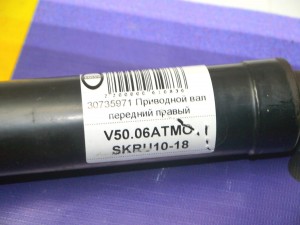 30735971 Приводной вал
передний правый
V50.06ATMO
SKRU10-18